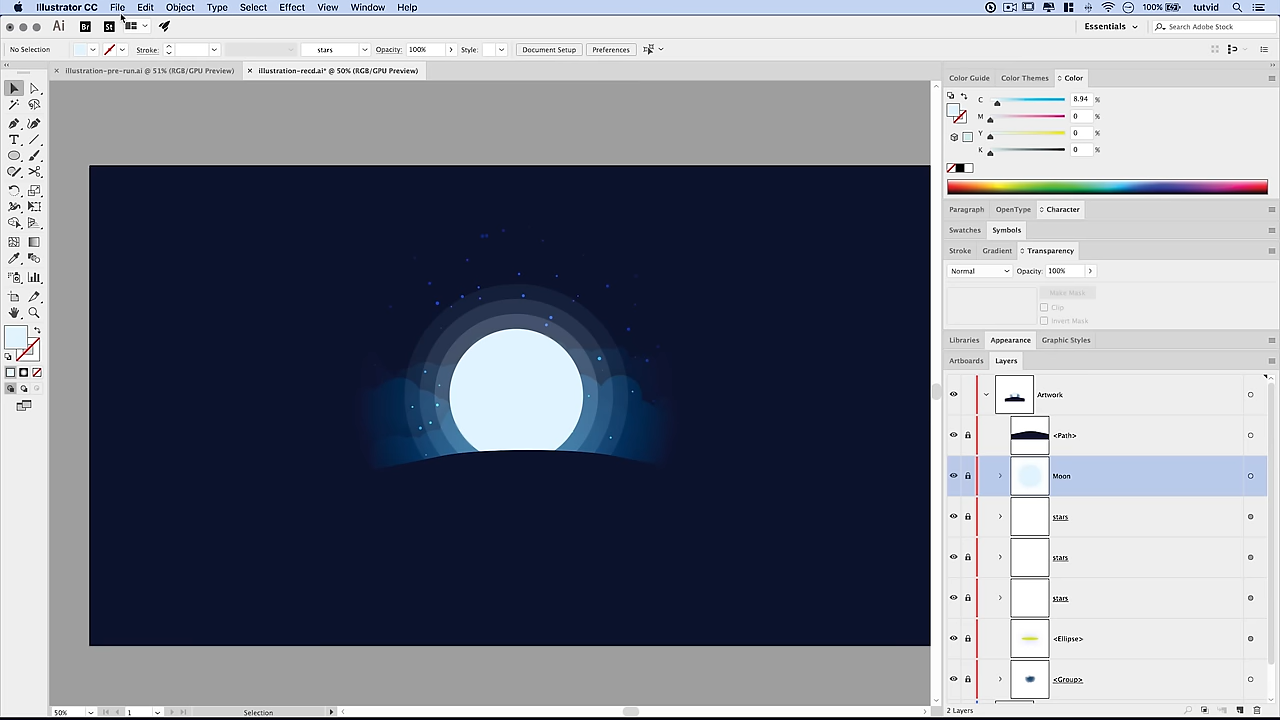 Illustrator CC File Edit Object Type Select Effect View Window Help 100% tutvid
Ai Br St Essentials Search Adobe Stock
No Selection Stroke: stars Opacity: 100% Style: Document Setup Preferences
× illustration-pre-run.ai @ 51% (RGB/GPU Preview) × illustration-recd.ai* @ 50% (RGB/GPU Preview)
Color Guide Color Themes Color
C 8.94 %
M 0 %
Y 0 %
K 0 %
Paragraph OpenType Character
Swatches Symbols
Stroke Gradient Transparency
Normal Opacity: 100%
Make Mask
Clip
Invert Mask
Libraries Appearance Graphic Styles
Artboards Layers
Artwork
<Path>
Moon
stars
stars
stars
<Ellipse>
<Group>
50% 1 Selection 2 Layers